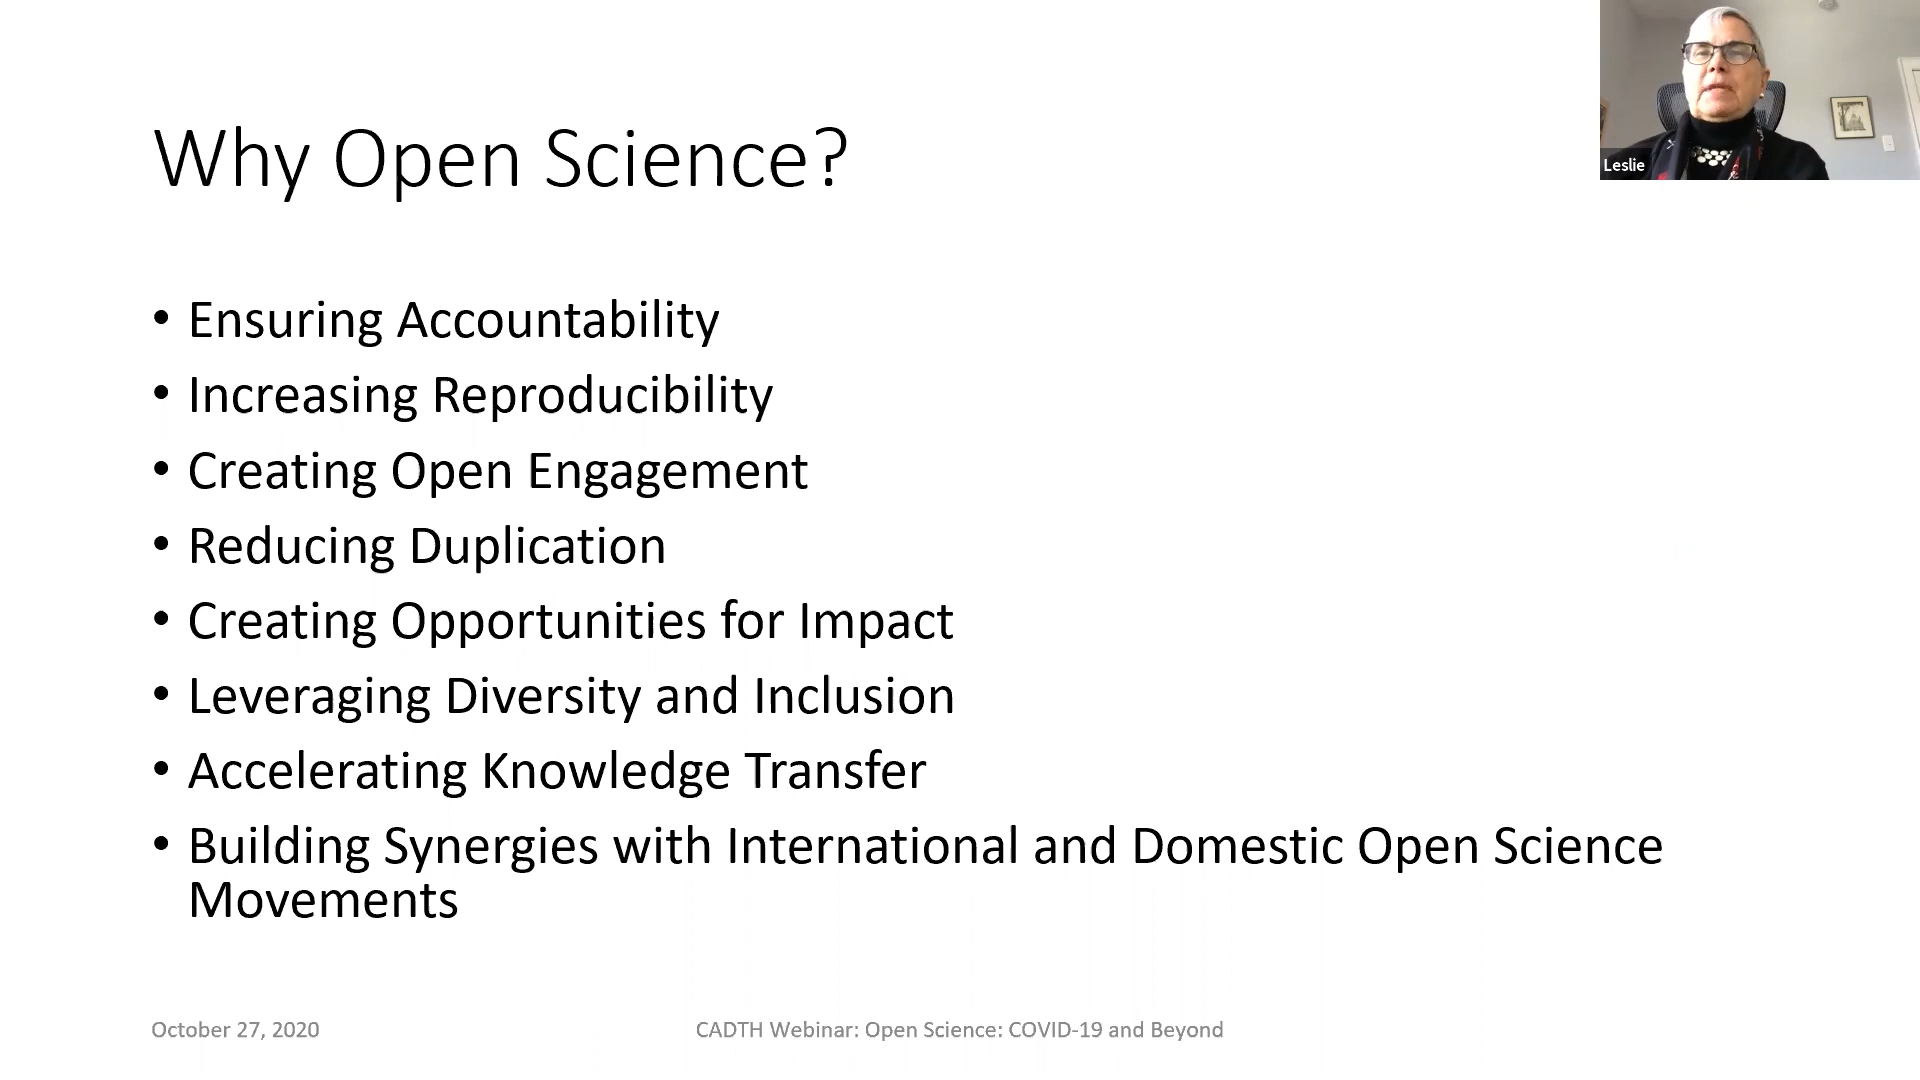 Leslie
Why Open Science?
• Ensuring Accountability
• Increasing Reproducibility
• Creating Open Engagement
• Reducing Duplication
• Creating Opportunities for Impact
• Leveraging Diversity and Inclusion
• Accelerating Knowledge Transfer
• Building Synergies with International and Domestic Open Science
Movements
October 27, 2020
CADTH Webinar: Open Science: COVID-19 and Beyond